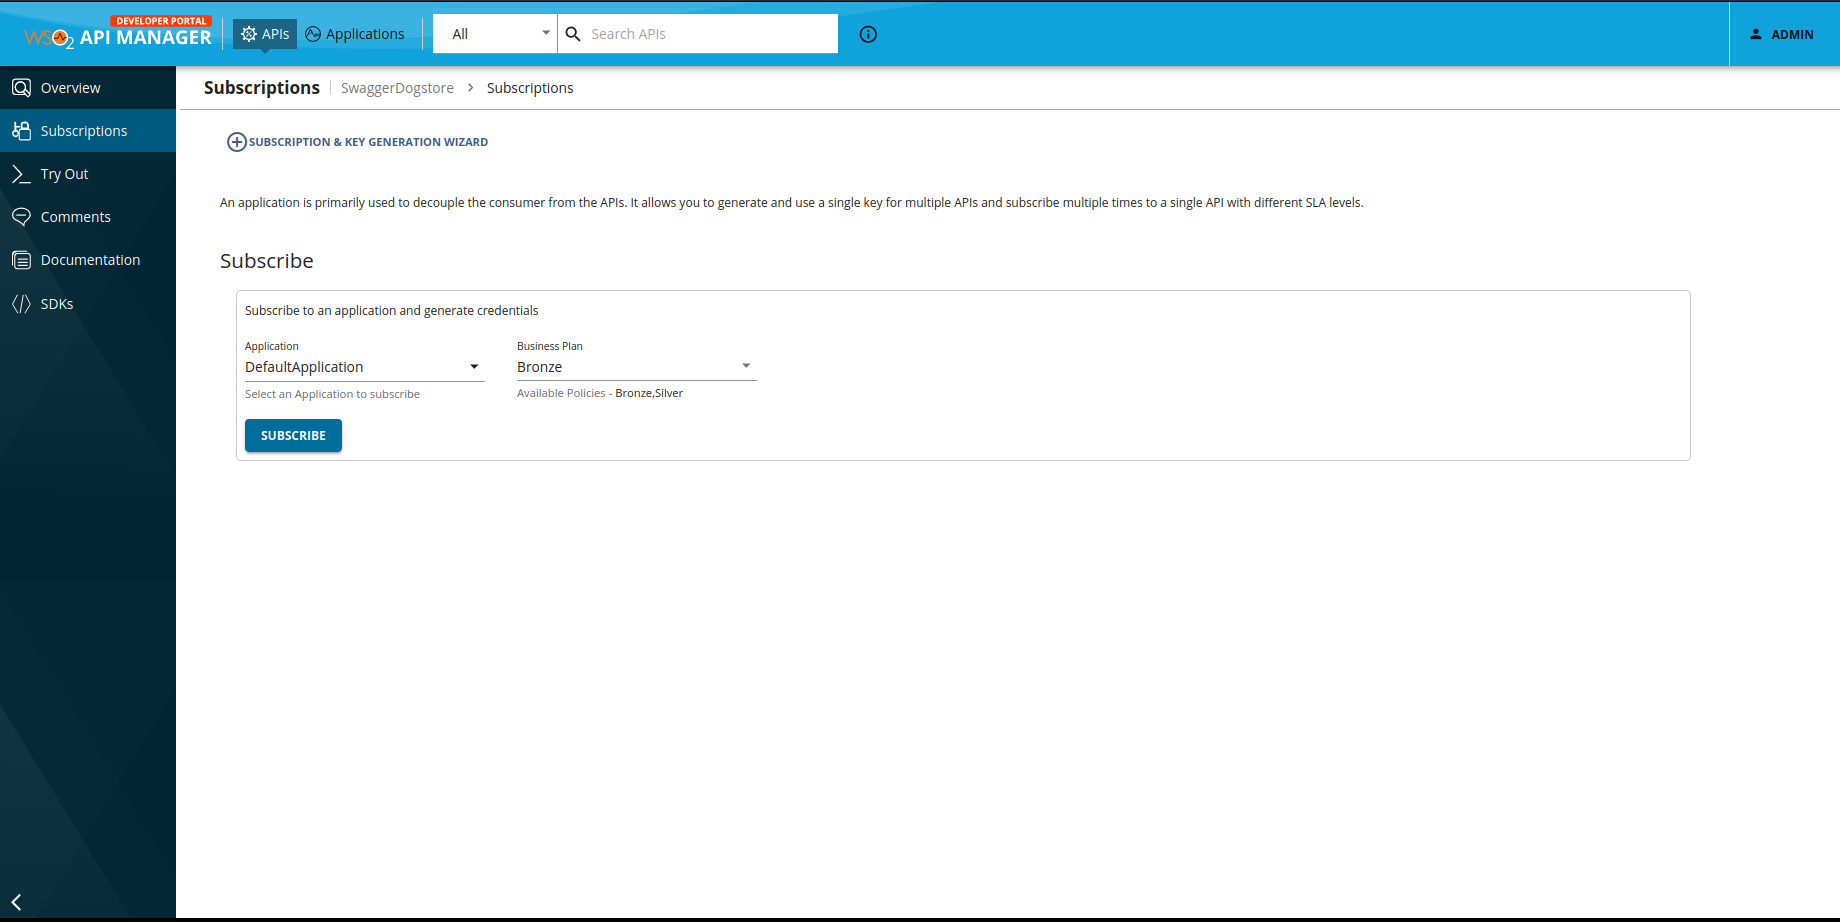 DEVELOPER PORTAL
WSO2 API MANAGER
APIs
Applications
All
Search APIs
ADMIN
Overview
Subscriptions
Try Out
Comments
Documentation
SDKs
Subscriptions
SwaggerDogstore > Subscriptions
SUBSCRIPTION & KEY GENERATION WIZARD
An application is primarily used to decouple the consumer from the APIs. It allows you to generate and use a single key for multiple APIs and subscribe multiple times to a single API with different SLA levels.
Subscribe
Subscribe to an application and generate credentials
Application
DefaultApplication
Select an Application to subscribe
Business Plan
Bronze
Available Policies - Bronze,Silver
SUBSCRIBE